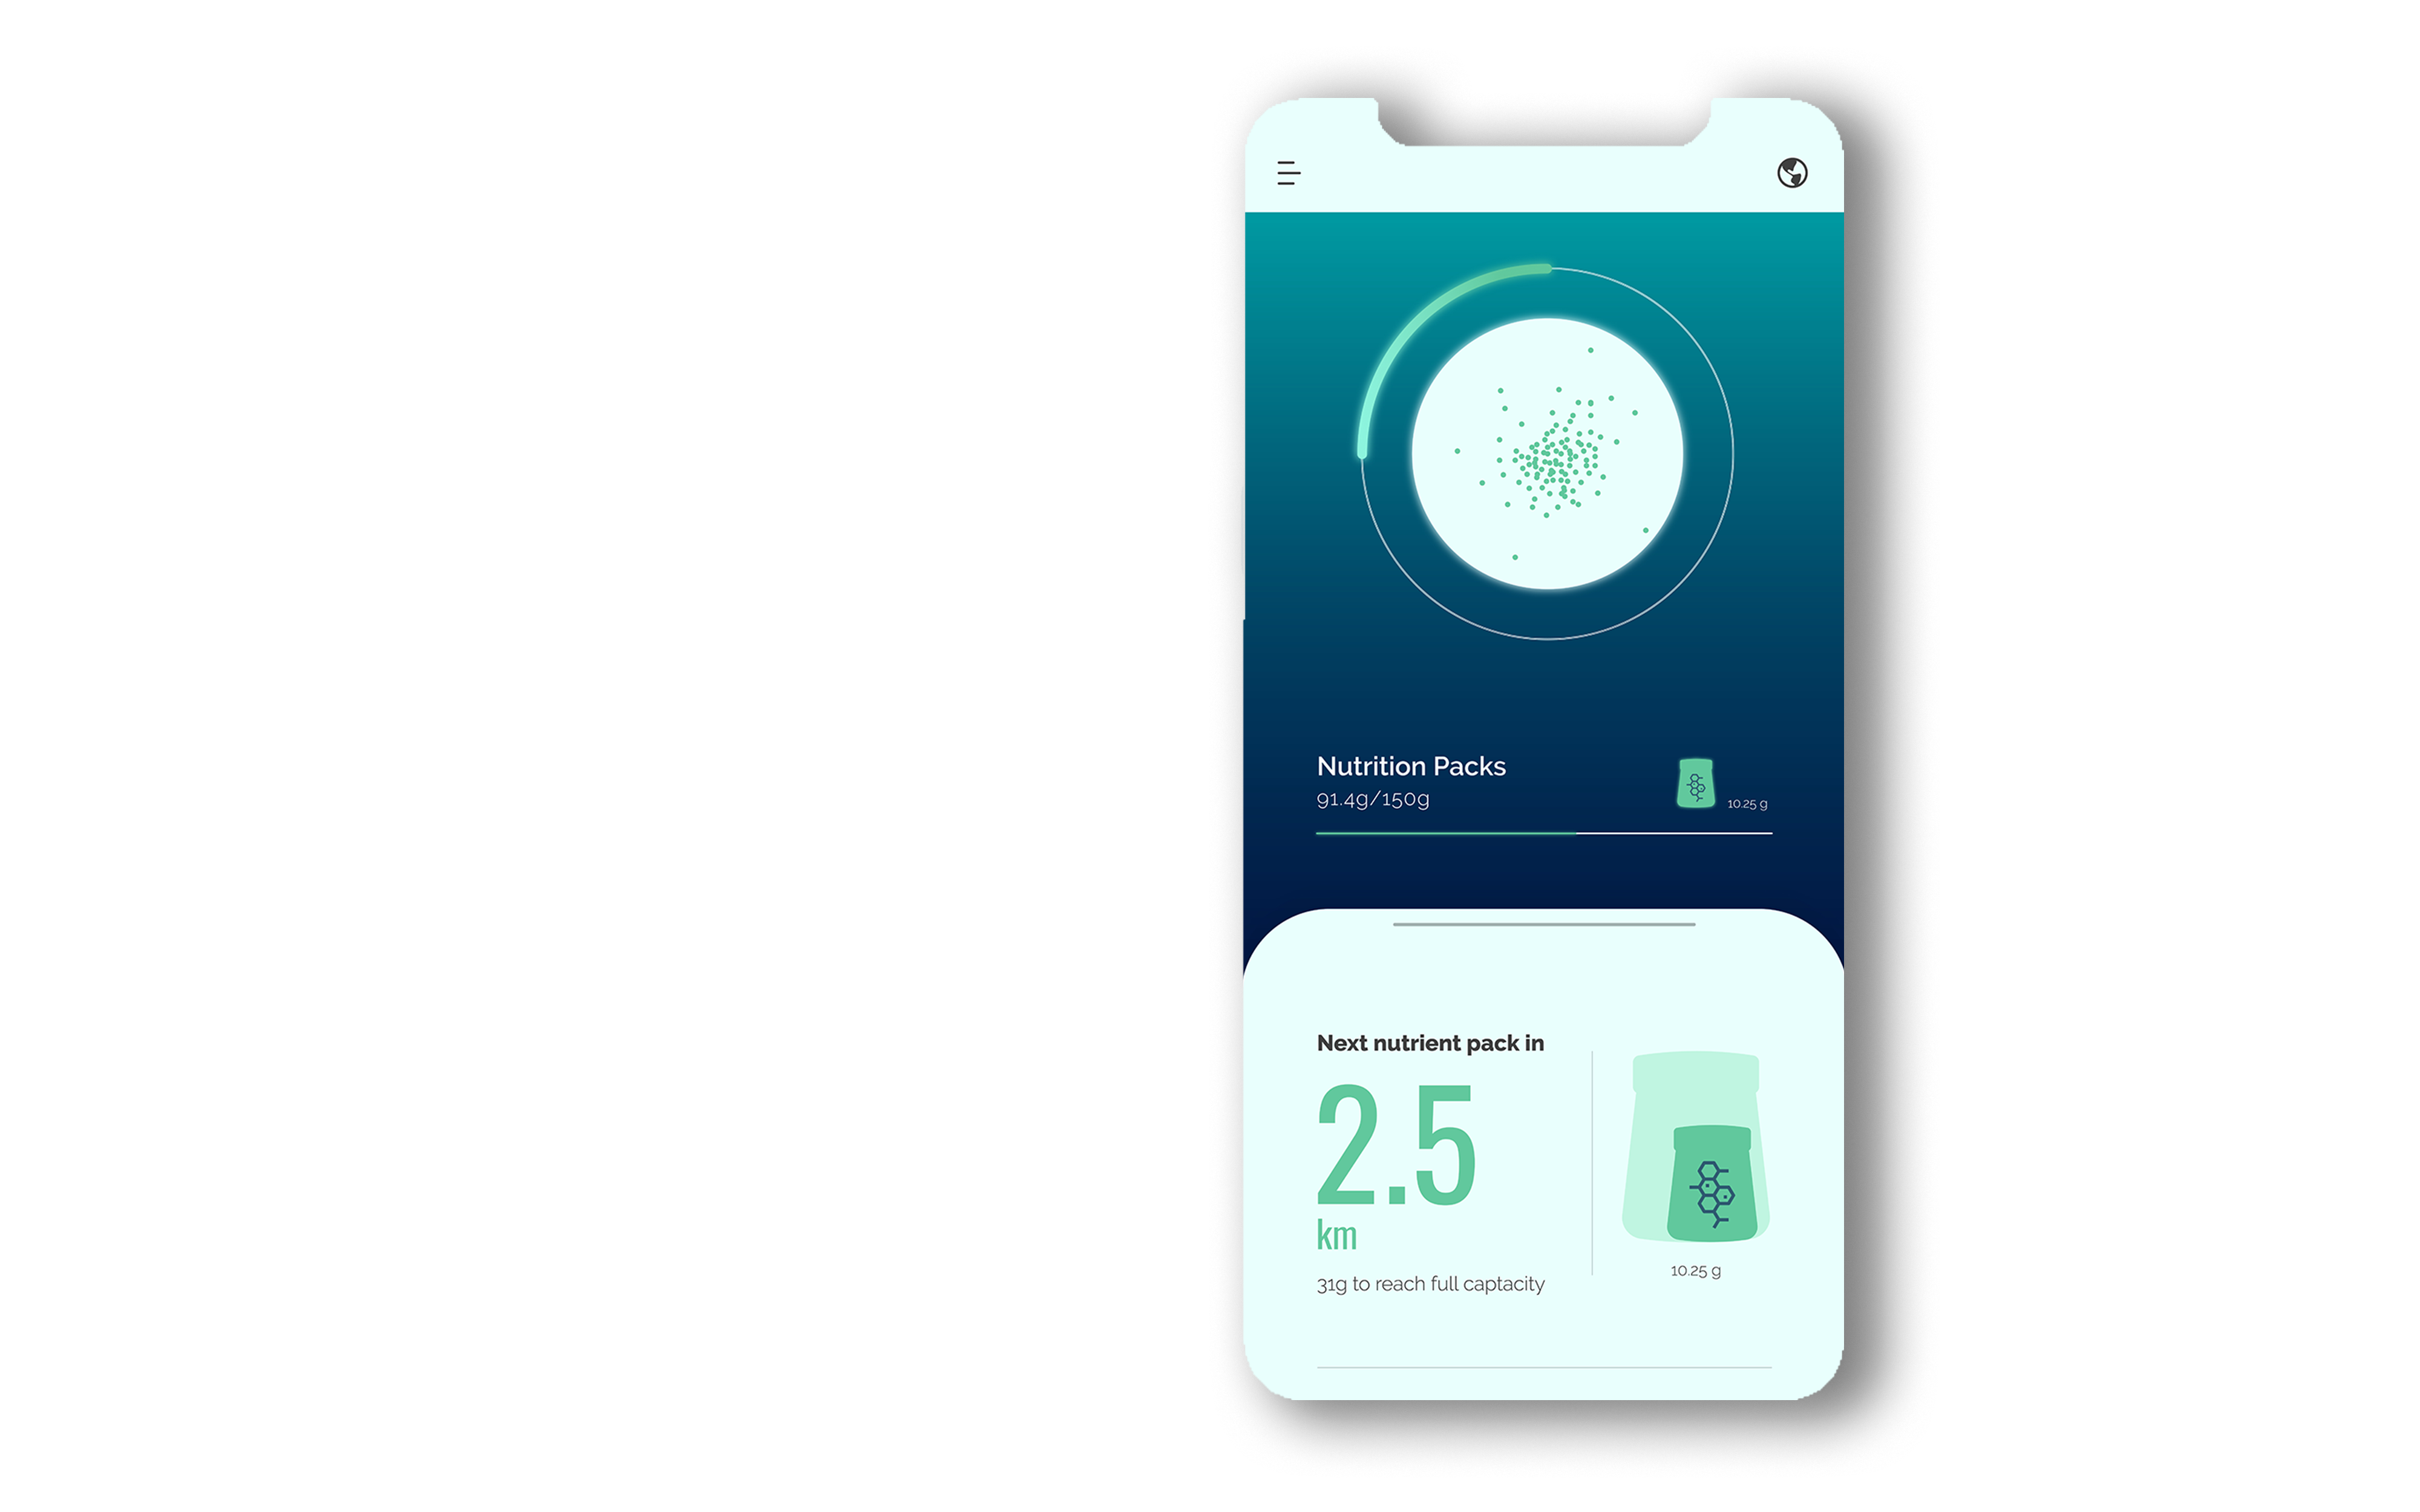 Nutrition Packs
91.4g/150g
10.25 g
Next nutrient pack in
2.5
km
31g to reach full captacity
10.25 g